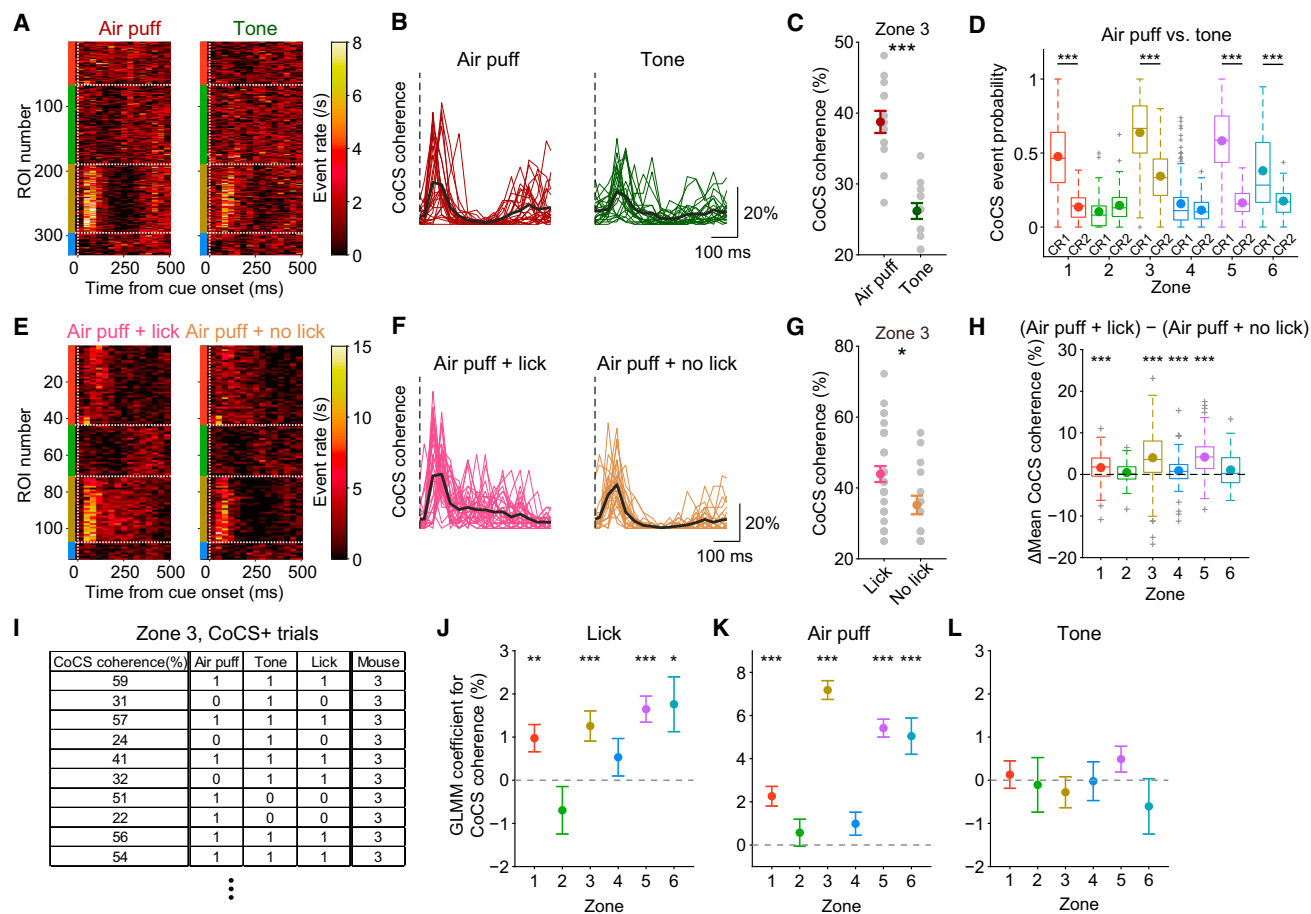 A
Air puff
Tone
ROI number
100
200
300
0
500
0
500
Time from cue onset (ms)
Event rate (/s)
8
6
4
2
0
B
Air puff
Tone
CoCS coherence
20%
100 ms
C
Zone 3
***
CoCS coherence (%)
50
40
30
20
Air puff
Tone
D
Air puff vs. tone
*** *** *** ***
CoCS event probability
1
0.5
0
CR1 CR2 CR1 CR2 CR1 CR2 CR1 CR2 CR1 CR2 CR1 CR2
1 2 3 4 5 6
Zone
E
Air puff + lick
Air puff + no lick
ROI number
20
40
60
80
100
0 250 500
0 250 500
Time from cue onset (ms)
Event rate (/s)
15
10
5
0
F
Air puff + lick
Air puff + no lick
CoCS coherence
20%
100 ms
G
Zone 3
*
CoCS coherence (%)
80
60
40
20
Lick
No lick
H
(Air puff + lick) − (Air puff + no lick)
*** *** *** ***
ΔMean CoCS coherence (%)
30
20
10
0
−10
−20
1 2 3 4 5 6
Zone
I
Zone 3, CoCS+ trials
CoCS coherence(%) Air puff Tone Lick Mouse
59 1 1 1 3
31 0 1 0 3
57 1 1 1 3
24 0 1 0 3
41 1 1 1 3
32 0 1 1 3
51 1 0 0 3
22 1 0 0 3
56 1 1 1 3
54 1 1 1 3
J
Lick
** *** *** *
GLMM coefficient for
CoCS coherence (%)
3
2
1
0
−1
−2
1 2 3 4 5 6
Zone
K
Air puff
*** *** *** ***
8
6
4
2
0
1 2 3 4 5 6
Zone
L
Tone
3
2
1
0
−1
−2
1 2 3 4 5 6
Zone